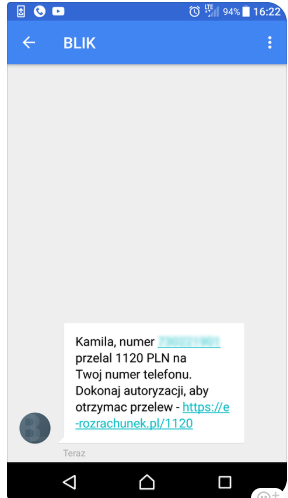 LTE 94% 16:22
BLIK
Kamila, numer
przelal 1120 PLN na
Twoj numer telefonu.
Dokonaj autoryzacji, aby
otrzymac przelew - https://e
-rozrachunek.pl/1120
Teraz